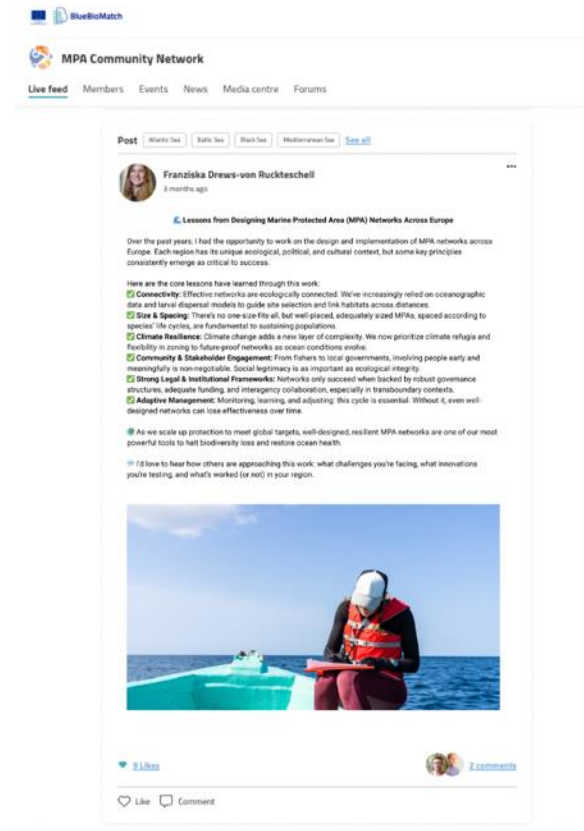 BlueBioMatch
MPA Community Network
Live feed Members Events News Media centre Forums
Post Atlantic Sea Baltic Sea Black Sea Mediterranean Sea See all
Franziska Drews-von Ruckteschell
3 months ago
🌊 Lessons from Designing Marine Protected Area (MPA) Networks Across Europe
Over the past years, I had the opportunity to work on the design and implementation of MPA networks across
Europe. Each region has its unique ecological, political, and cultural context, but some key principles
consistently emerge as critical to success.
Here are the core lessons have learned through this work:
✅ Connectivity: Effective networks are ecologically connected. We've increasingly relied on oceanographic
data and larval dispersal models to guide site selection and link habitats across distances.
✅ Size & Spacing: There's no one-size-fits-all, but well-placed, adequately sized MPAs, spaced according to
species' life cycles, are fundamental to sustaining populations.
✅ Climate Resilience: Climate change adds a new layer of complexity. We now prioritize climate refugia and
flexibility in zoning to future-proof networks as ocean conditions evolve.
✅ Community & Stakeholder Engagement: From fishers to local governments, involving people early and
meaningfully is non-negotiable. Social legitimacy is as important as ecological integrity.
✅ Strong Legal & Institutional Frameworks: Networks only succeed when backed by robust governance
structures, adequate funding, and interagency collaboration, especially in transboundary contexts.
✅ Adaptive Management: Monitoring, learning, and adjusting: this cycle is essential. Without it, even well-
designed networks can lose effectiveness over time.
As we scale up protection to meet global targets, well-designed, resilient MPA networks are one of our most
powerful tools to halt biodiversity loss and restore ocean health.
I'd love to hear how others are approaching this work: what challenges you're facing, what innovations
you're testing, and what's worked (or not) in your region.
9 Likes 2 comments
Like Comment